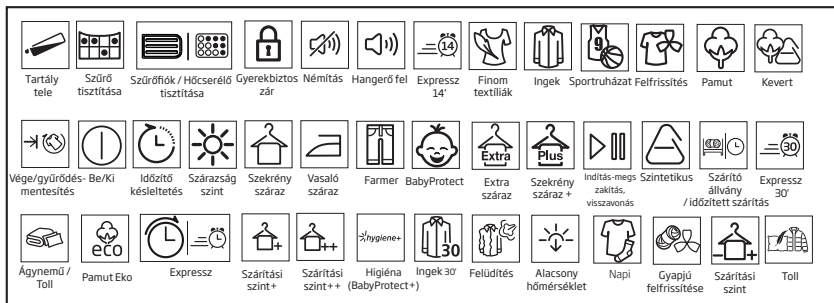 14
9
Tartály tele
Szűrő tisztítása
Szűrőfiók / Hőcserélő tisztítása
Gyerekbiztos zár
Némítás
Hangerő fel
Expressz 14'
Finom textíliák
Ingek
Sportruházat
Felfrissítés
Pamut
Kevert
Extra
Plus
30
Vége/gyűrődés- mentesítés
Be/Ki
Időzítő késleltetés
Szárazság szint
Szekrény száraz
Vasaló száraz
Farmer
BabyProtect
Extra száraz
Szekrény száraz +
Indítás-megs zakítás, visszavonás
Szintetikus
Szárító állvány / időzített szárítás
Expressz 30'
eco
+
++
hygiene+
30
- +
Ágynemű / Toll
Pamut Eko
Expressz
Szárítási szint+
Szárítási szint++
Higiéna (BabyProtect+)
Ingek 30'
Felüdítés
Alacsony hőmérséklet
Napi
Gyapjú felfrissítése
Szárítási szint
Toll